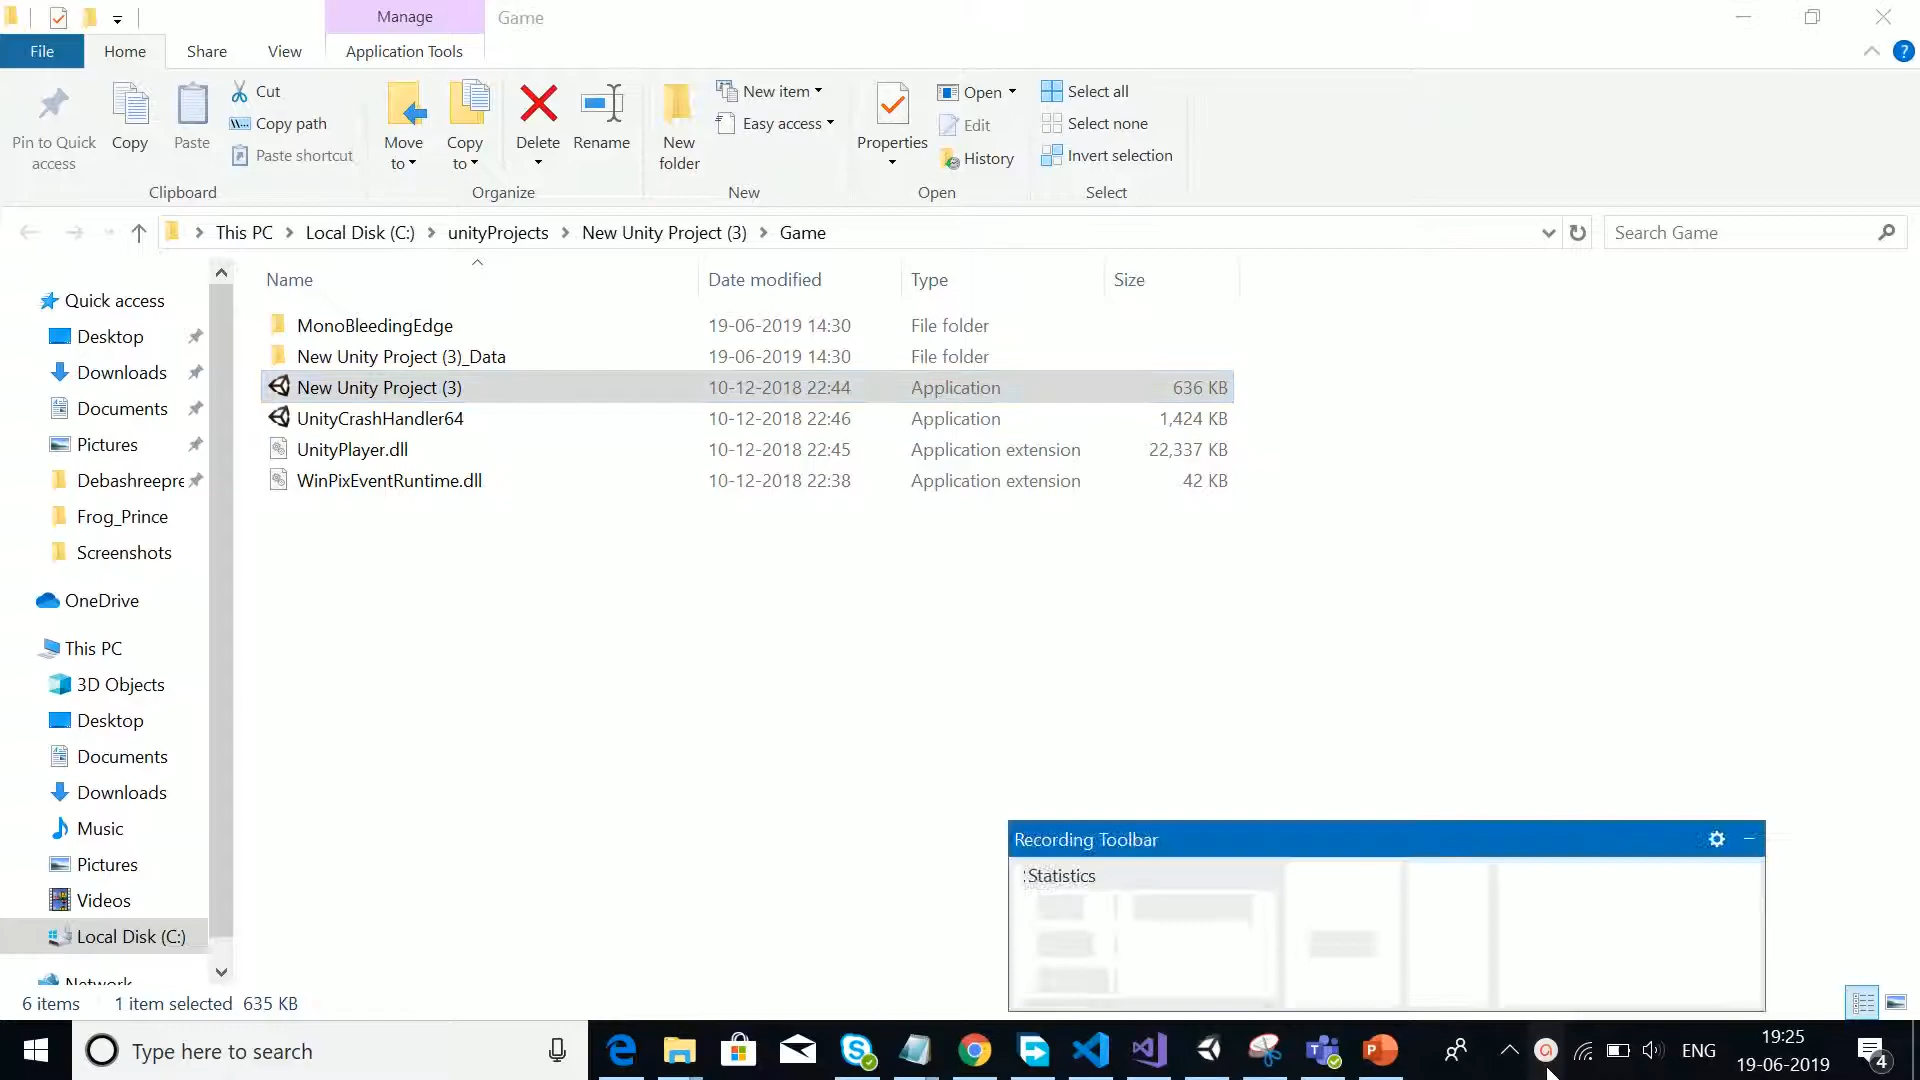 Manage
Game
File
Home
Share
View
Application Tools
Pin to Quick access
Copy
Paste
Cut
Copy path
Paste shortcut
Clipboard
Move to
Copy to
Delete
Rename
Organize
New folder
New item
Easy access
New
Properties
Open
Edit
History
Open
Select all
Select none
Invert selection
Select
This PC
Local Disk (C:)
unityProjects
New Unity Project (3)
Game
Search Game
Name
Date modified
Type
Size
MonoBleedingEdge 19-06-2019 14:30 File folder
New Unity Project (3)_Data 19-06-2019 14:30 File folder
New Unity Project (3) 10-12-2018 22:44 Application 636 KB
UnityCrashHandler64 10-12-2018 22:46 Application 1,424 KB
UnityPlayer.dll 10-12-2018 22:45 Application extension 22,337 KB
WinPixEventRuntime.dll 10-12-2018 22:38 Application extension 42 KB
Quick access
Desktop
Downloads
Documents
Pictures
Debashreepre
Frog_Prince
Screenshots
OneDrive
This PC
3D Objects
Desktop
Documents
Downloads
Music
Pictures
Videos
Local Disk (C:)
Network
6 items 1 item selected 635 KB
Recording Toolbar
Statistics
Type here to search
ENG
19:25
19-06-2019
4